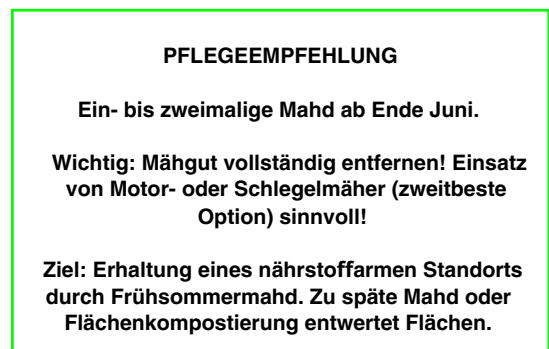 PFLEGEEMPFEHLUNG
Ein- bis zweimalige Mahd ab Ende Juni.
Wichtig: Mähgut vollständig entfernen! Einsatz
von Motor- oder Schlegelmäher (zweitbeste
Option) sinnvoll!
Ziel: Erhaltung eines nährstoffarmen Standorts
durch Frühsommermahd. Zu späte Mahd oder
Flächenkompostierung entwertet Flächen.